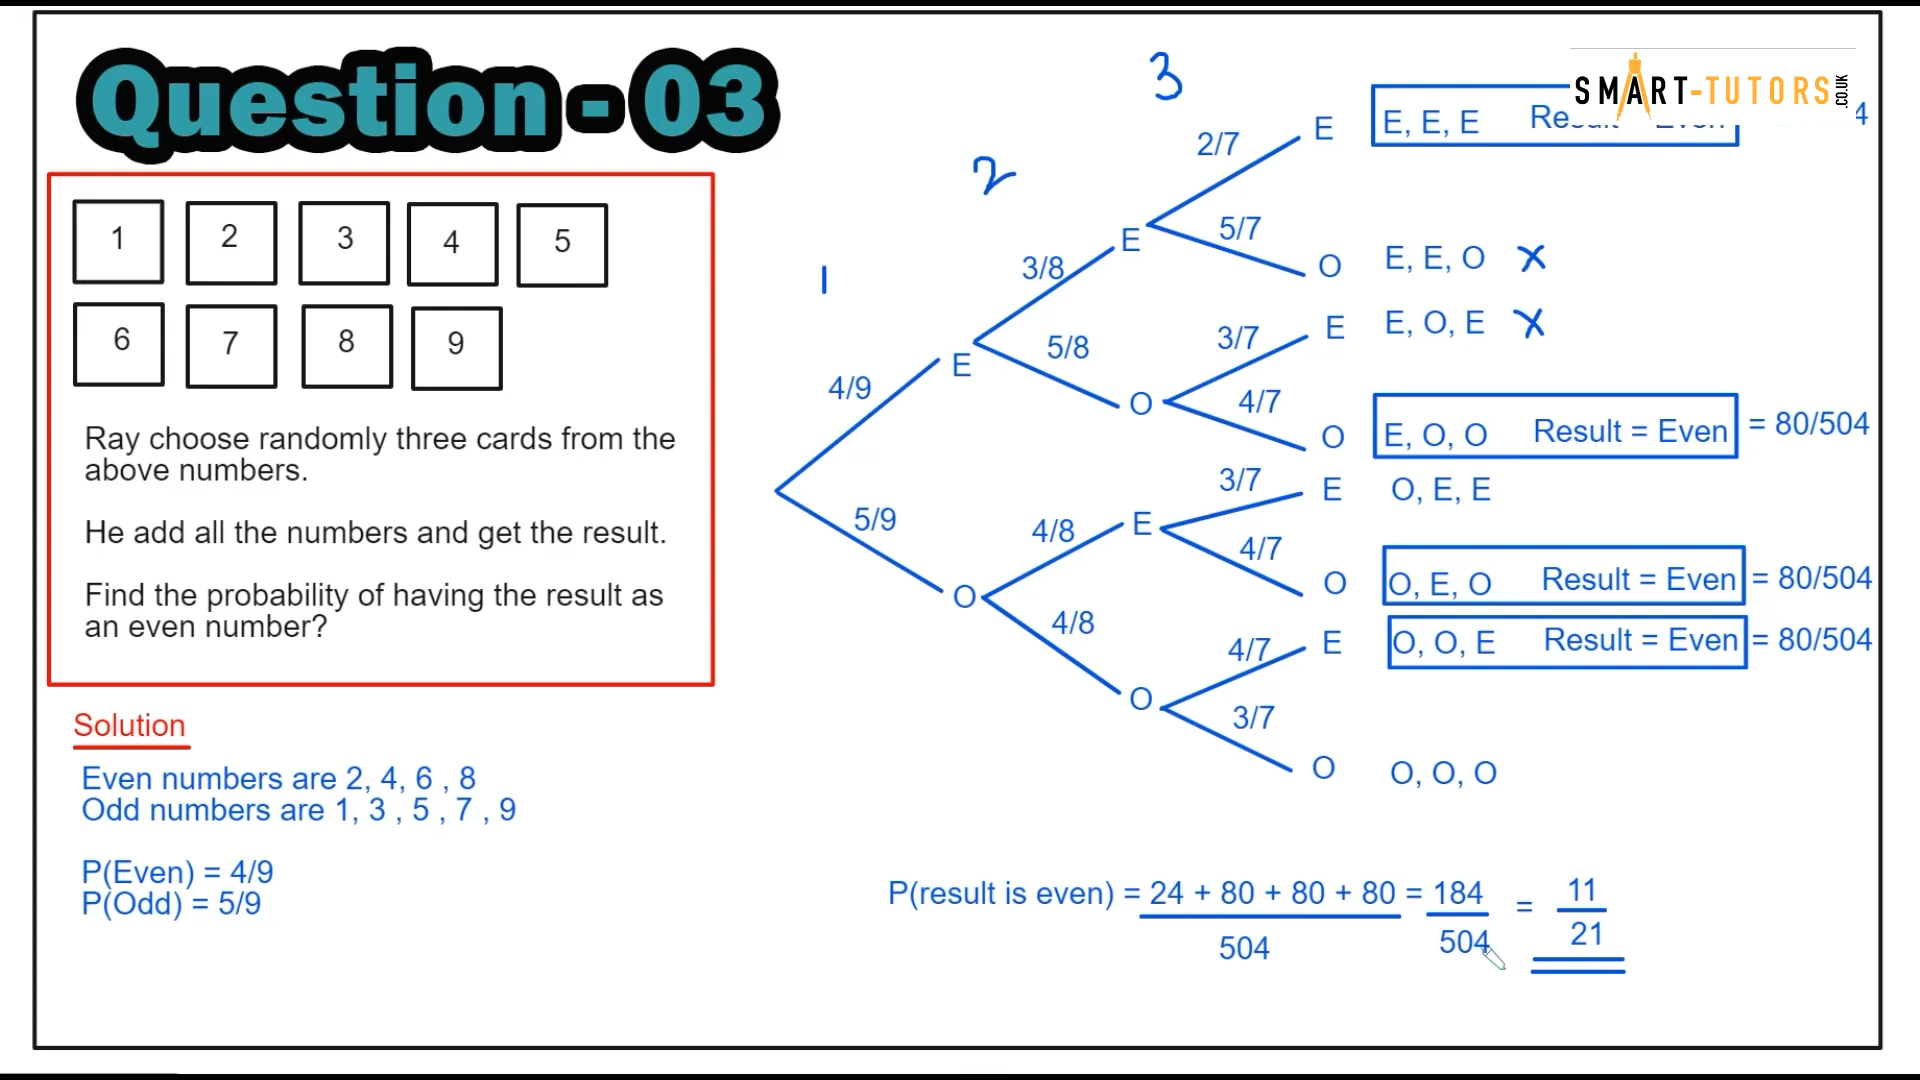 Question - 03
SMART-TUTORS.CO.UK
1 2 3 4 5
6 7 8 9
Ray choose randomly three cards from the
above numbers.
He add all the numbers and get the result.
Find the probability of having the result as
an even number?
Solution
Even numbers are 2, 4, 6 , 8
Odd numbers are 1, 3 , 5 , 7 , 9
P(Even) = 4/9
P(Odd) = 5/9
1
2
3
4/9
5/9
E
O
3/8
5/8
4/8
4/8
E
O
E
O
2/7 E E, E, E Result = Even 4
5/7 O E, E, O X
3/7 E E, O, E X
4/7 O E, O, O Result = Even = 80/504
3/7 E O, E, E
4/7 O O, E, O Result = Even = 80/504
4/7 E O, O, E Result = Even = 80/504
3/7 O O, O, O
P(result is even) = 24 + 80 + 80 + 80 = 184 = 11
504 504 21